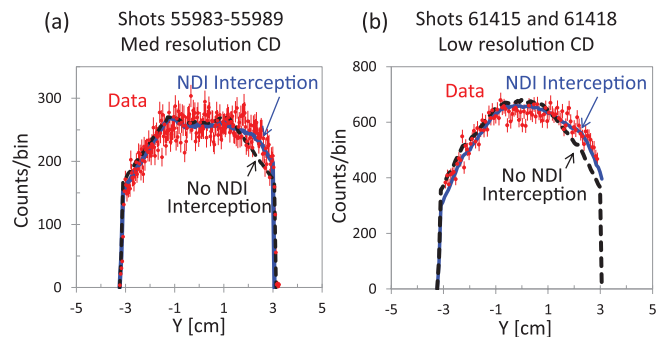 (a)
Shots 55983-55989
Med resolution CD
NDI Interception
Data
No NDI
Interception
Counts/bin
300
200
100
0
-5
-3
-1
1
3
5
Y [cm]
(b)
Shots 61415 and 61418
Low resolution CD
NDI Interception
Data
No NDI
Interception
Counts/bin
800
600
400
200
0
-5
-3
-1
1
3
5
Y [cm]